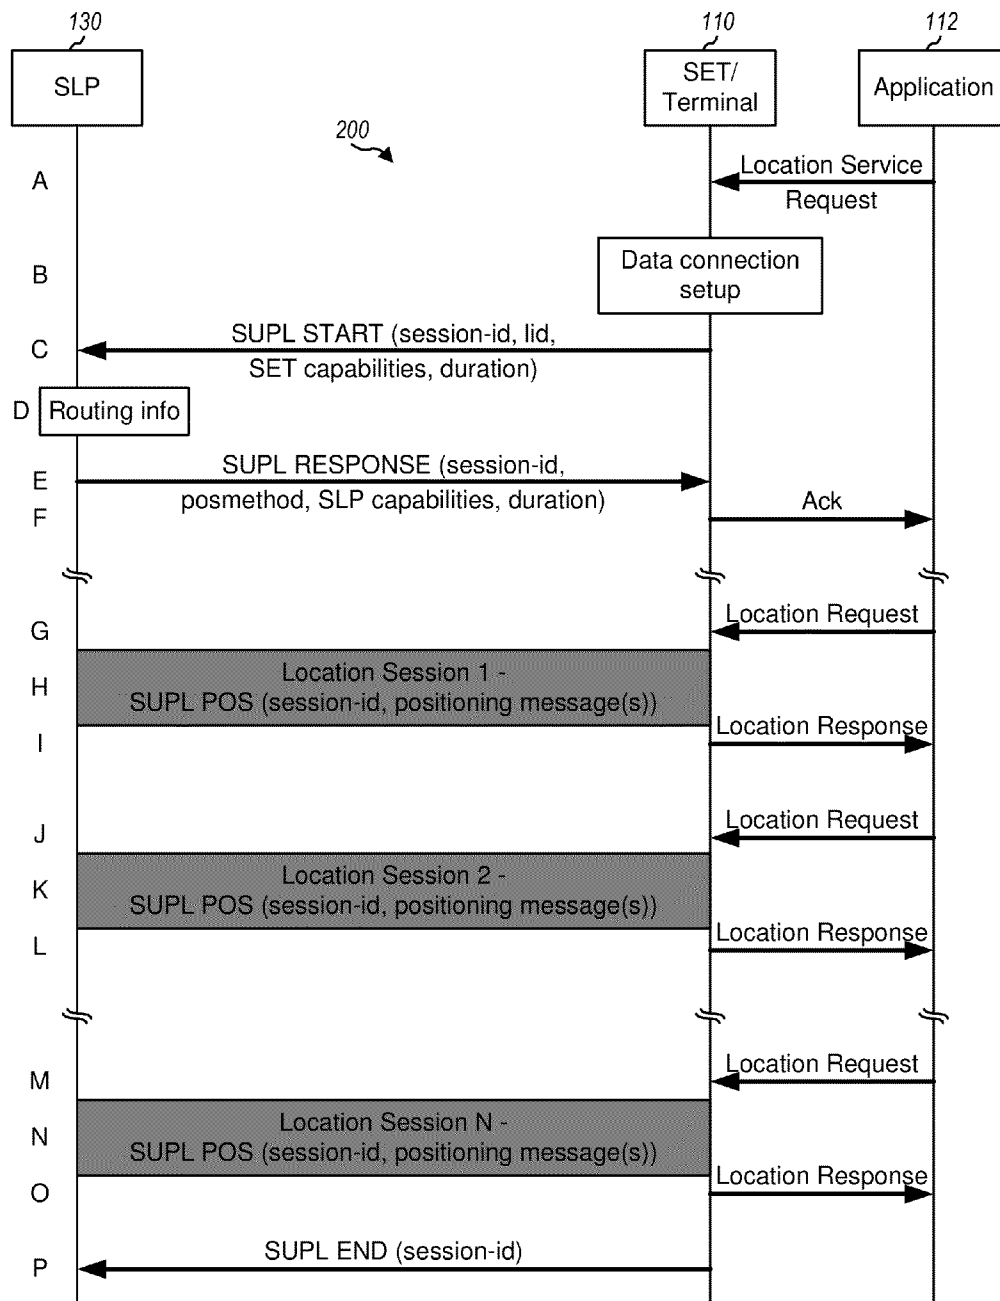 130
110
112
SLP
SET/
Terminal
Application
200
A
Location Service
Request
B
Data connection
setup
C
SUPL START (session-id, lid,
SET capabilities, duration)
D
Routing info
E
SUPL RESPONSE (session-id,
posmethod, SLP capabilities, duration)
F
Ack
G
Location Request
H
Location Session 1 -
SUPL POS (session-id, positioning message(s))
I
Location Response
J
Location Request
K
Location Session 2 -
SUPL POS (session-id, positioning message(s))
L
Location Response
M
Location Request
N
Location Session N -
SUPL POS (session-id, positioning message(s))
O
Location Response
P
SUPL END (session-id)